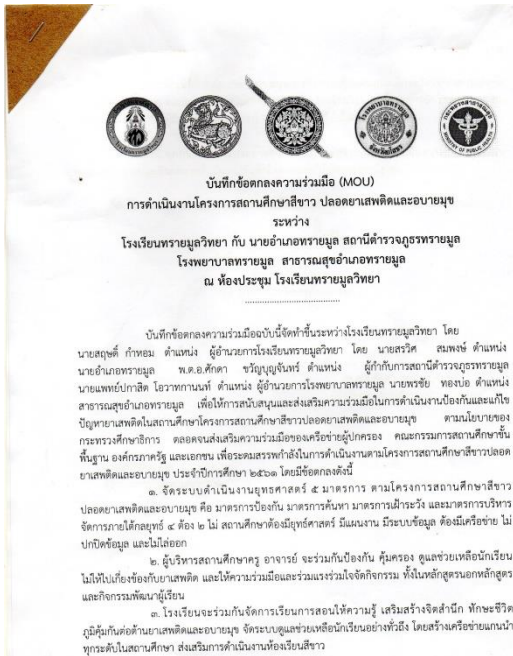 บันทึกข้อตกลงความร่วมมือ (MOU)
การดำเนินงานโครงการสถานศึกษาสีขาว ปลอดยาเสพติดและอบายมุข
ระหว่าง
โรงเรียนทรายมูลวิทยา กับ นายอำเภอทรายมูล สถานีตำรวจภูธรทรายมูล
โรงพยาบาลทรายมูล สาธารณสุขอำเภอทรายมูล
ณ ห้องประชุม โรงเรียนทรายมูลวิทยา
บันทึกข้อตกลงความร่วมมือฉบับนี้จัดทำขึ้นระหว่างโรงเรียนทรายมูลวิทยา โดย
นายสฤษดิ์ กำหอม ตำแหน่ง ผู้อำนวยการโรงเรียนทรายมูลวิทยา โดย นายสรวิศ สมพงษ์ ตำแหน่ง
นายอำเภอทรายมูล พ.ต.อ.ศักดา ขวัญบุญจันทร์ ตำแหน่ง ผู้กำกับการสถานีตำรวจภูธรทรายมูล
นายแพทย์ปกาสิต โอวาทกานนท์ ตำแหน่ง ผู้อำนวยการโรงพยาบาลทรายมูล นายพรชัย ทองบ่อ ตำแหน่ง
สาธารณสุขอำเภอทรายมูล เพื่อให้การสนับสนุนและส่งเสริมความร่วมมือในการดำเนินงานป้องกันและแก้ไข
ปัญหายาเสพติดในสถานศึกษาโครงการสถานศึกษาสีขาวปลอดยาเสพติดและอบายมุข ตามนโยบายของ
กระทรวงศึกษาธิการ ตลอดจนส่งเสริมความร่วมมือของเครือข่ายผู้ปกครอง คณะกรรมการสถานศึกษาขั้น
พื้นฐาน องค์กรภาครัฐ และเอกชน เพื่อระดมสรรพกำลังในการดำเนินงานตามโครงการสถานศึกษาสีขาวปลอด
ยาเสพติดและอบายมุข ประจำปีการศึกษา ๒๕๖๑ โดยมีข้อตกลงดังนี้
๑. จัดระบบดำเนินงานยุทธศาสตร์ ๕ มาตรการ ตามโครงการสถานศึกษาสีขาว
ปลอดยาเสพติดและอบายมุข คือ มาตรการป้องกัน มาตรการค้นหา มาตรการเฝ้าระวัง และมาตรการบริหาร
จัดการภายใต้กลยุทธ์ ๔ ต้อง ๒ ไม่ สถานศึกษาต้องมียุทธศาสตร์ มีแผนงาน มีระบบข้อมูล ต้องมีเครือข่าย ไม่
ปกปิดข้อมูล และไม่ไล่ออก
๒. ผู้บริหารสถานศึกษาครู อาจารย์ จะร่วมกันป้องกัน คุ้มครอง ดูแลช่วยเหลือนักเรียน
ไม่ให้ไปเกี่ยวข้องกับยาเสพติด และให้ความร่วมมือและร่วมแรงร่วมใจจัดกิจกรรม ทั้งในหลักสูตรนอกหลักสูตร
และกิจกรรมพัฒนาผู้เรียน
๓. โรงเรียนจะร่วมกันจัดการเรียนการสอนให้ความรู้ เสริมสร้างจิตสำนึก ทักษะชีวิต
ภูมิคุ้มกันต่อต้านยาเสพติดและอบายมุข จัดระบบดูแลช่วยเหลือนักเรียนอย่างทั่วถึง โดยสร้างเครือข่ายแกนนำ
ทุกระดับในสถานศึกษา ส่งเสริมการดำเนินงานห้องเรียนสีขาว